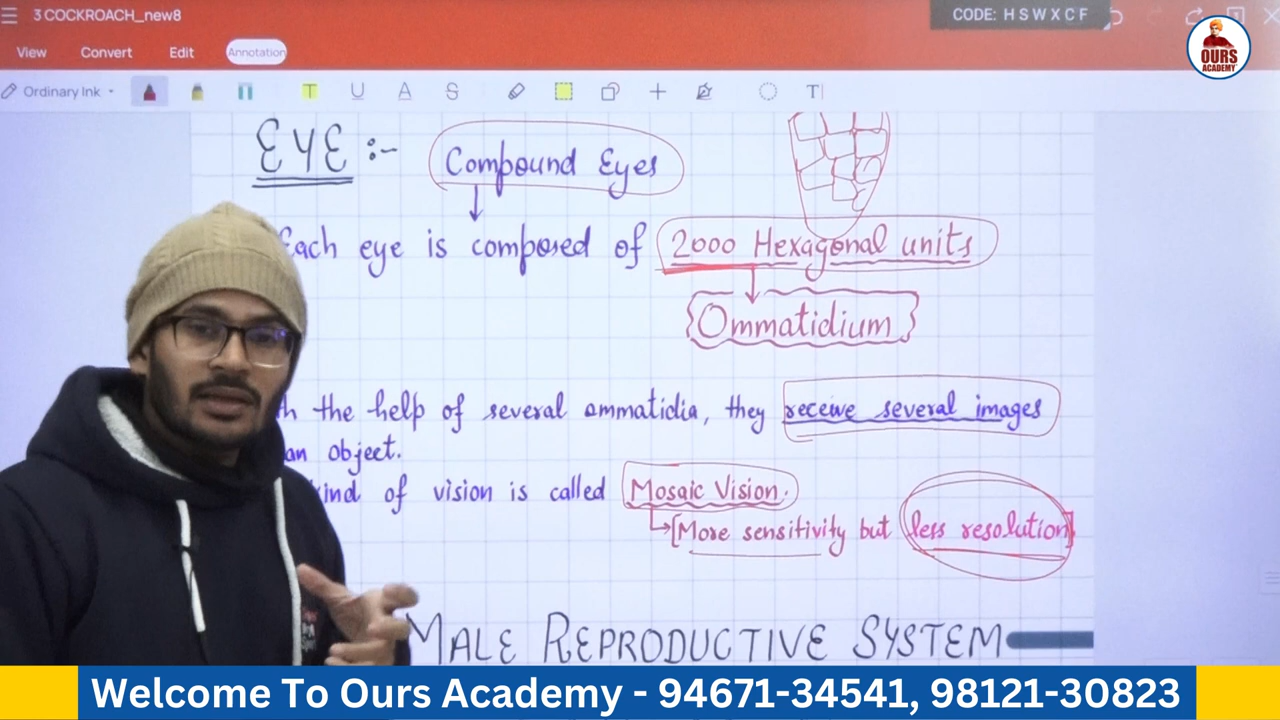 3 COCKROACH_new8
CODE: H S W X C F
OURS
ACADEMY
View Convert Edit Annotation
Ordinary Ink
EYE :-
Compound Eyes
Each eye is composed of 2000 Hexagonal units
Ommatidium
the help of several ammatidia, they receive several images
an object.
kind of vision is called Mosaic Vision.
[More sensitivity but less resolution]
MALE REPRODUCTIVE SYSTEM
Welcome To Ours Academy - 94671-34541, 98121-30823